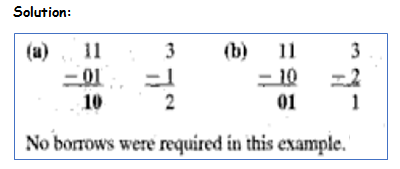 Solution:
(a) 11 3 (b) 11 3
− 01 − 1 − 10 − 2
10 2 01 1
No borrows were required in this example.